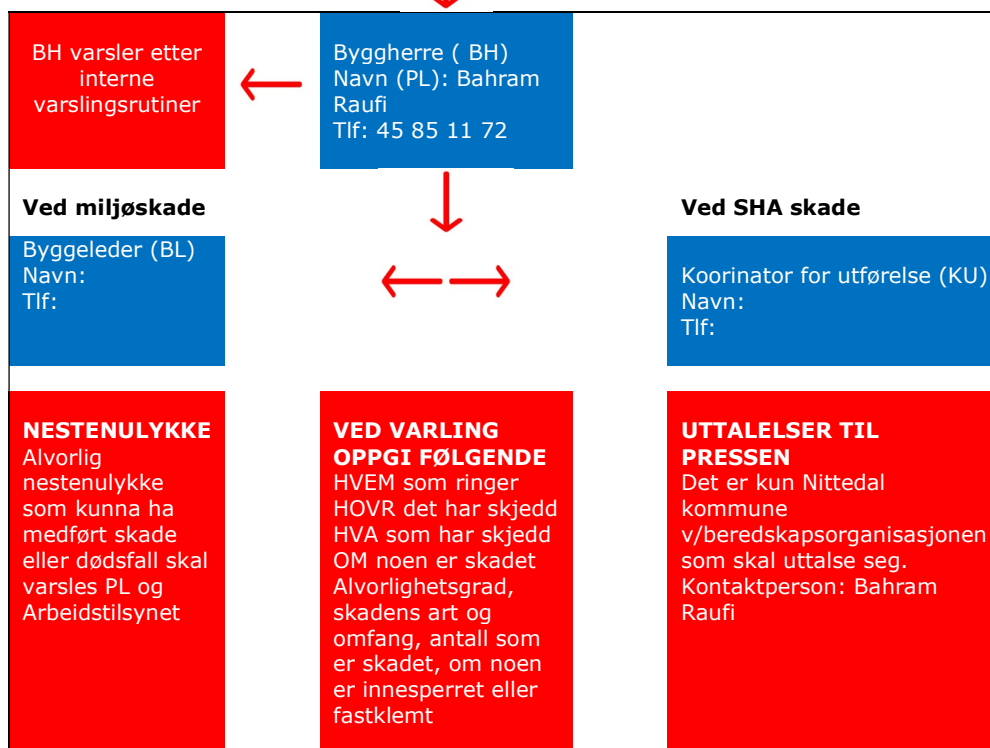 BH varsler etter
interne
varslingsrutiner
Byggherre ( BH)
Navn (PL): Bahram
Raufi
Tlf: 45 85 11 72
Ved miljøskade
Ved SHA skade
Byggeleder (BL)
Navn:
Tlf:
Koorinator for utførelse (KU)
Navn:
Tlf:
NESTENULYKKE
Alvorlig
nestenulykke
som kunna ha
medført skade
eller dødsfall skal
varsles PL og
Arbeidstilsynet
VED VARLING
OPPGI FØLGENDE
HVEM som ringer
HOVR det har skjedd
HVA som har skjedd
OM noen er skadet
Alvorlighetsgrad,
skadens art og
omfang, antall som
er skadet, om noen
er innesperret eller
fastklemt
UTTALELSER TIL
PRESSEN
Det er kun Nittedal
kommune
v/beredskapsorganisasjonen
som skal uttalse seg.
Kontaktperson: Bahram
Raufi